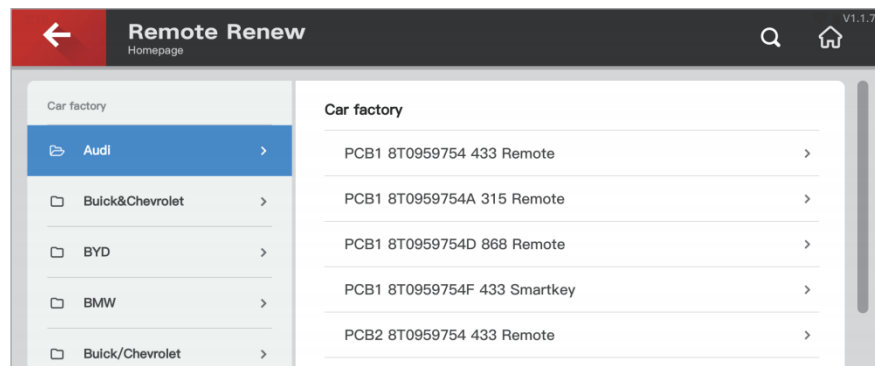 Remote Renew
Homepage
V1.1.7
Car factory
Audi
Buick&Chevrolet
BYD
BMW
Buick/Chevrolet
Car factory
PCB1 8T0959754 433 Remote
PCB1 8T0959754A 315 Remote
PCB1 8T0959754D 868 Remote
PCB1 8T0959754F 433 Smartkey
PCB2 8T0959754 433 Remote